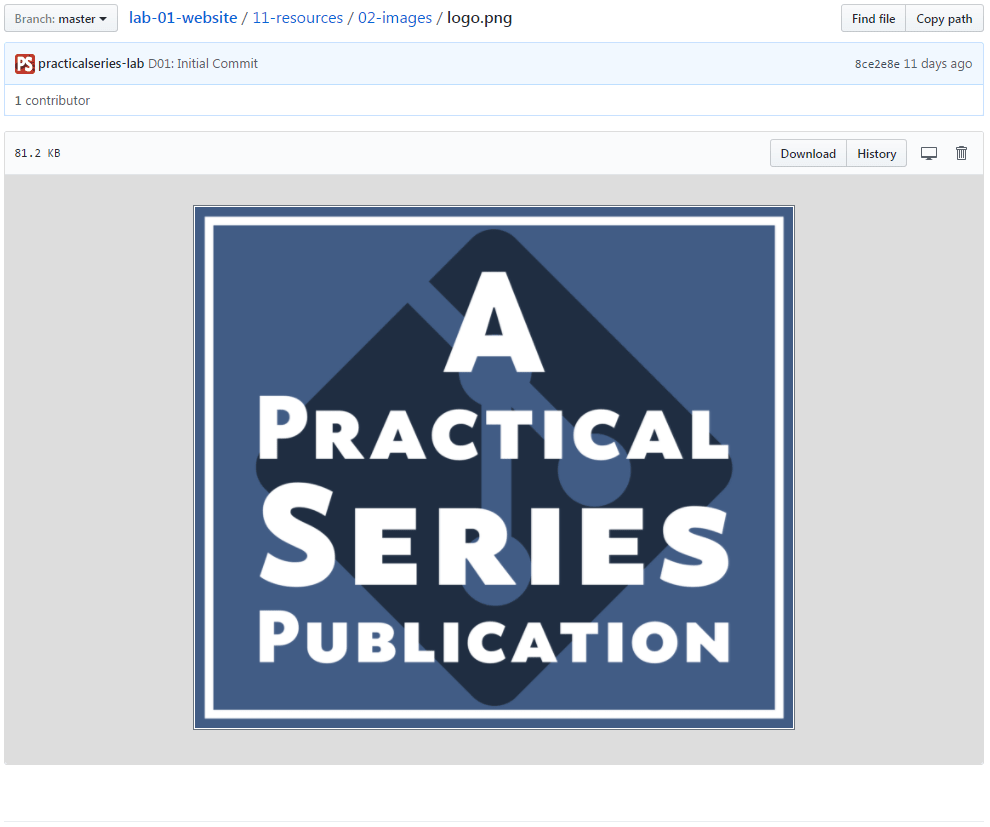 Branch: master lab-01-website / 11-resources / 02-images / logo.png Find file Copy path
PS practicalseries-lab D01: Initial Commit 8ce2e8e 11 days ago
1 contributor
81.2 KB Download History
A
PRACTICAL
SERIES
PUBLICATION